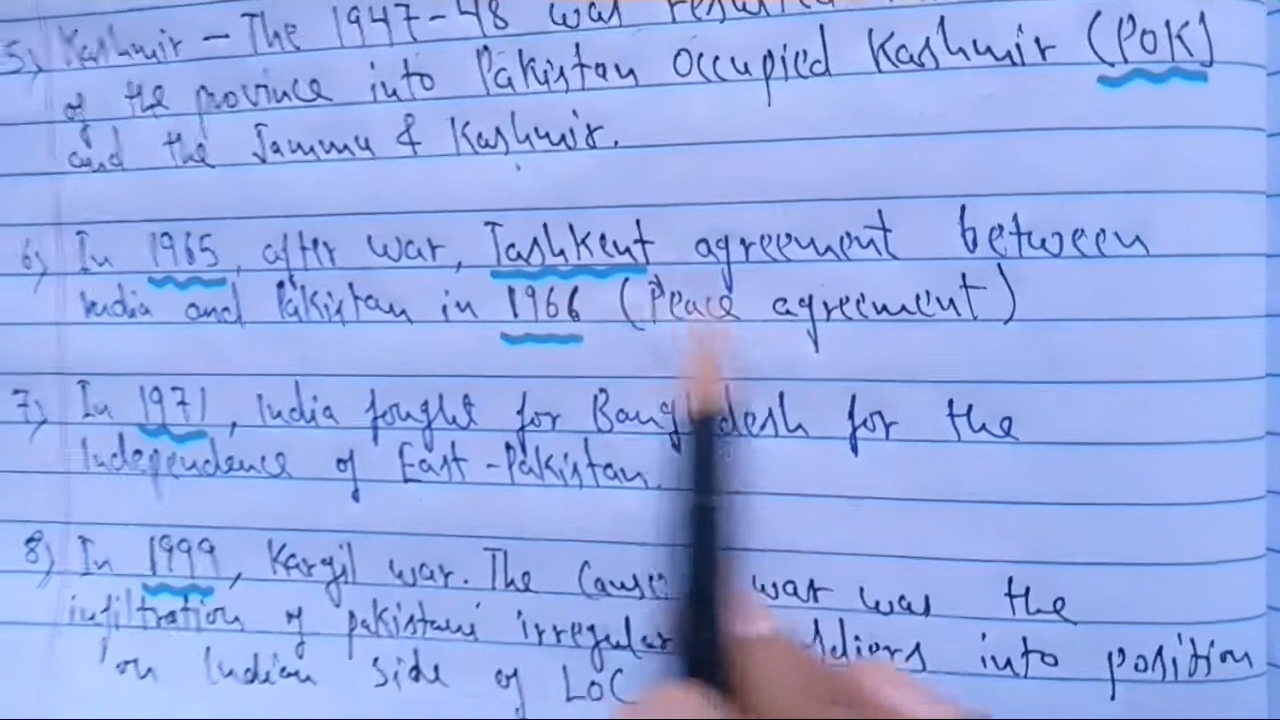 5) Kashmir - The 1947-48 was
of the province into Pakistan Occupied Kashmir (POK)
and the Jammu & Kashmir.
6) In 1965, after war, Tashkent agreement between
India and Pakistan in 1966 (Peace agreement)
7) In 1971, India fought for Bangladesh for the
Independence of East-Pakistan.
8) In 1999, Kargil war. The Cause war was the
infiltration of pakistani irregular into position
on Indian side of LOC